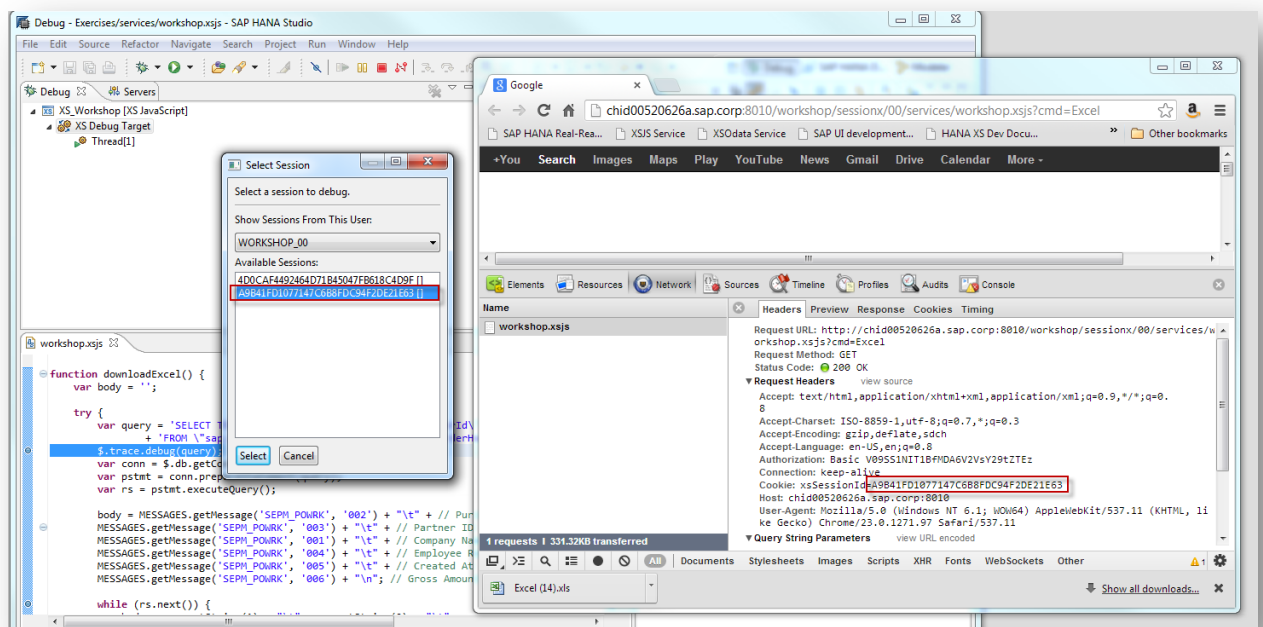 Debug - Exercises/services/workshop.xsjs - SAP HANA Studio
File Edit Source Refactor Navigate Search Project Run Window Help
Debug Servers
XS_Workshop [XS JavaScript]
XS Debug Target
Thread[1]
Select Session
Select a session to debug.
Show Sessions From This User:
WORKSHOP_00
Available Sessions:
4D0CAF4492464D71B45047FB618C4D9F []
A9B41FD1077147C6B8FDC94F2DE21E63 []
Select Cancel
workshop.xsjs
function downloadExcel() {
var body = '';
try {
var query = 'SELECT
+ 'FROM \"sap
$.trace.debug(query);
var conn = $.db.getCo
var pstmt = conn.prep
var rs = pstmt.executeQuery();
body = MESSAGES.getMessage('SEPM_POWRK', '002') + "\t" + // Pur
MESSAGES.getMessage('SEPM_POWRK', '003') + "\t" + // Partner ID
MESSAGES.getMessage('SEPM_POWRK', '001') + "\t" + // Company Na
MESSAGES.getMessage('SEPM_POWRK', '004') + "\t" + // Employee R
MESSAGES.getMessage('SEPM_POWRK', '005') + "\t" + // Created At
MESSAGES.getMessage('SEPM_POWRK', '006') + "\n"; // Gross Amoun
while (rs.next()) {
Google
chid00520626a.sap.corp:8010/workshop/sessionx/00/services/workshop.xsjs?cmd=Excel
SAP HANA Real-Rea... XSJS Service XSOdata Service SAP UI development... HANA XS Dev Docu... » Other bookmarks
+You Search Images Maps Play YouTube News Gmail Drive Calendar More
Elements Resources Network Sources Timeline Profiles Audits Console
Name
workshop.xsjs
Headers Preview Response Cookies Timing
Request URL: http://chid00520626a.sap.corp:8010/workshop/sessionx/00/services/w
orkshop.xsjs?cmd=Excel
Request Method: GET
Status Code: 200 OK
Request Headers view source
Accept: text/html,application/xhtml+xml,application/xml;q=0.9,*/*;q=0.
8
Accept-Charset: ISO-8859-1,utf-8;q=0.7,*;q=0.3
Accept-Encoding: gzip,deflate,sdch
Accept-Language: en-US,en;q=0.8
Authorization: Basic V09SS1NIT1BfMDA6V2VsY29tZTEz
Connection: keep-alive
Cookie: xsSessionId=A9B41FD1077147C6B8FDC94F2DE21E63
Host: chid00520626a.sap.corp:8010
User-Agent: Mozilla/5.0 (Windows NT 6.1; WOW64) AppleWebKit/537.11 (KHTML, li
ke Gecko) Chrome/23.0.1271.97 Safari/537.11
Query String Parameters view URL encoded
1 requests | 331.32KB transferred
All Documents Stylesheets Images Scripts XHR Fonts WebSockets Other 1
Excel (14).xls
Show all downloads...